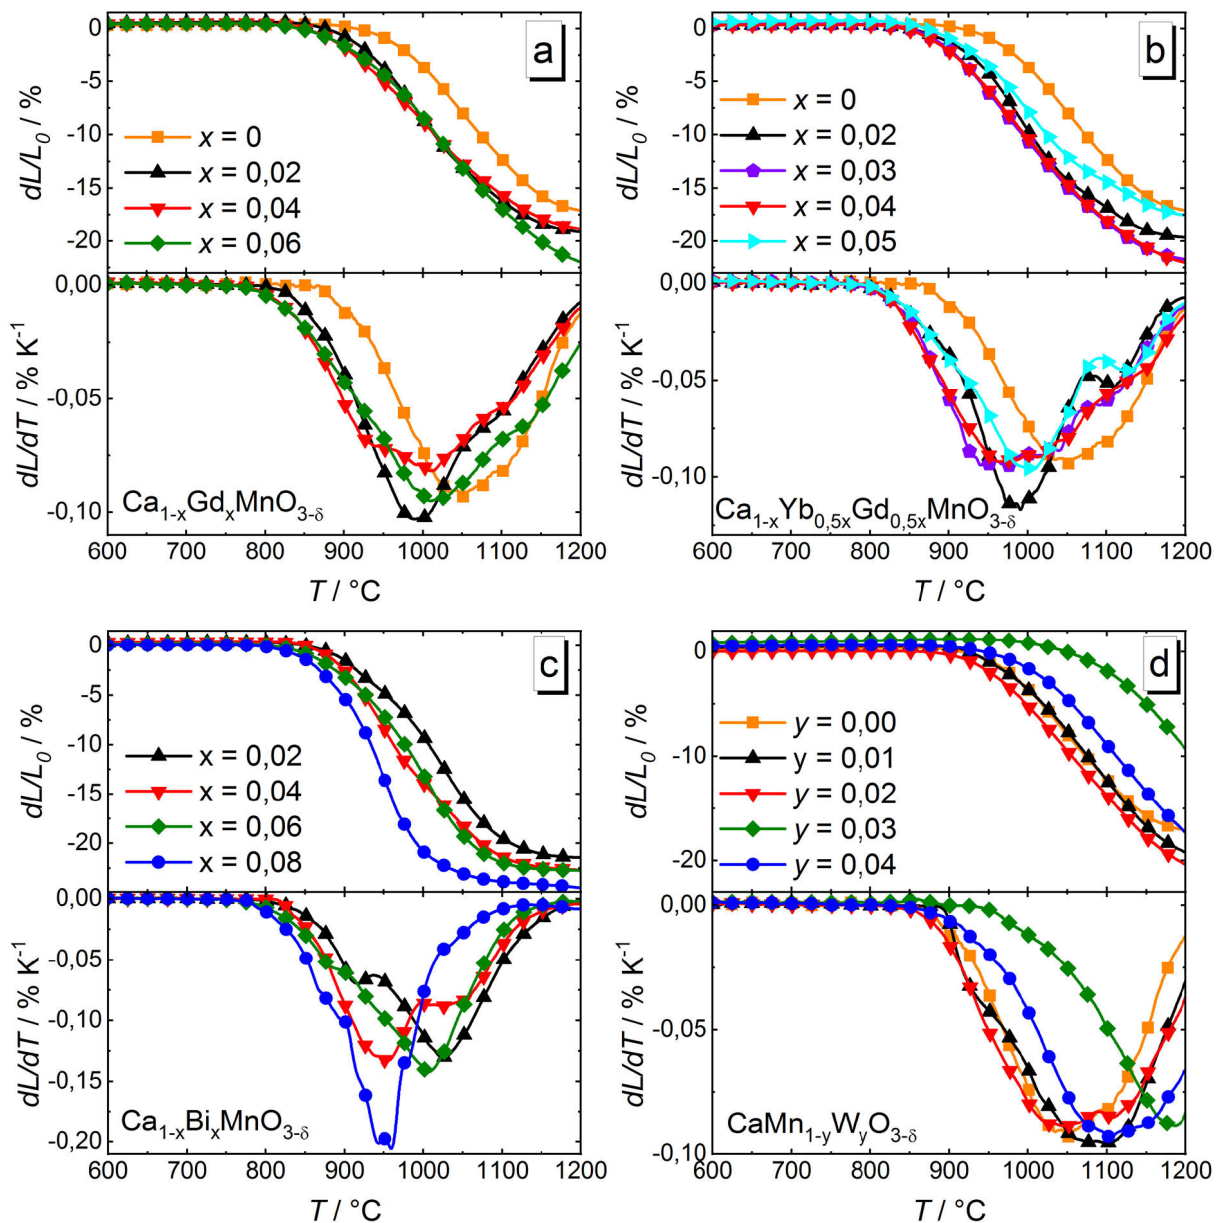 a
dL/L₀ / %
0
-5
-10
-15
-20
x = 0
x = 0,02
x = 0,04
x = 0,06
dL/dT / % K⁻¹
0,00
-0,05
-0,10
Ca₁₋ₓGdₓMnO₃₋δ
600 700 800 900 1000 1100 1200
T / °C
b
dL/L₀ / %
0
-5
-10
-15
-20
x = 0
x = 0,02
x = 0,03
x = 0,04
x = 0,05
dL/dT / % K⁻¹
0,00
-0,05
-0,10
Ca₁₋ₓYb₀,₅ₓGd₀,₅ₓMnO₃₋δ
600 700 800 900 1000 1100 1200
T / °C
c
dL/L₀ / %
0
-5
-10
-15
-20
x = 0,02
x = 0,04
x = 0,06
x = 0,08
dL/dT / % K⁻¹
0,00
-0,05
-0,10
-0,15
-0,20
Ca₁₋ₓBiₓMnO₃₋δ
600 700 800 900 1000 1100 1200
T / °C
d
dL/L₀ / %
0
-10
-20
y = 0,00
y = 0,01
y = 0,02
y = 0,03
y = 0,04
dL/dT / % K⁻¹
0,00
-0,05
-0,10
CaMn₁₋yWyO₃₋δ
600 700 800 900 1000 1100 1200
T / °C